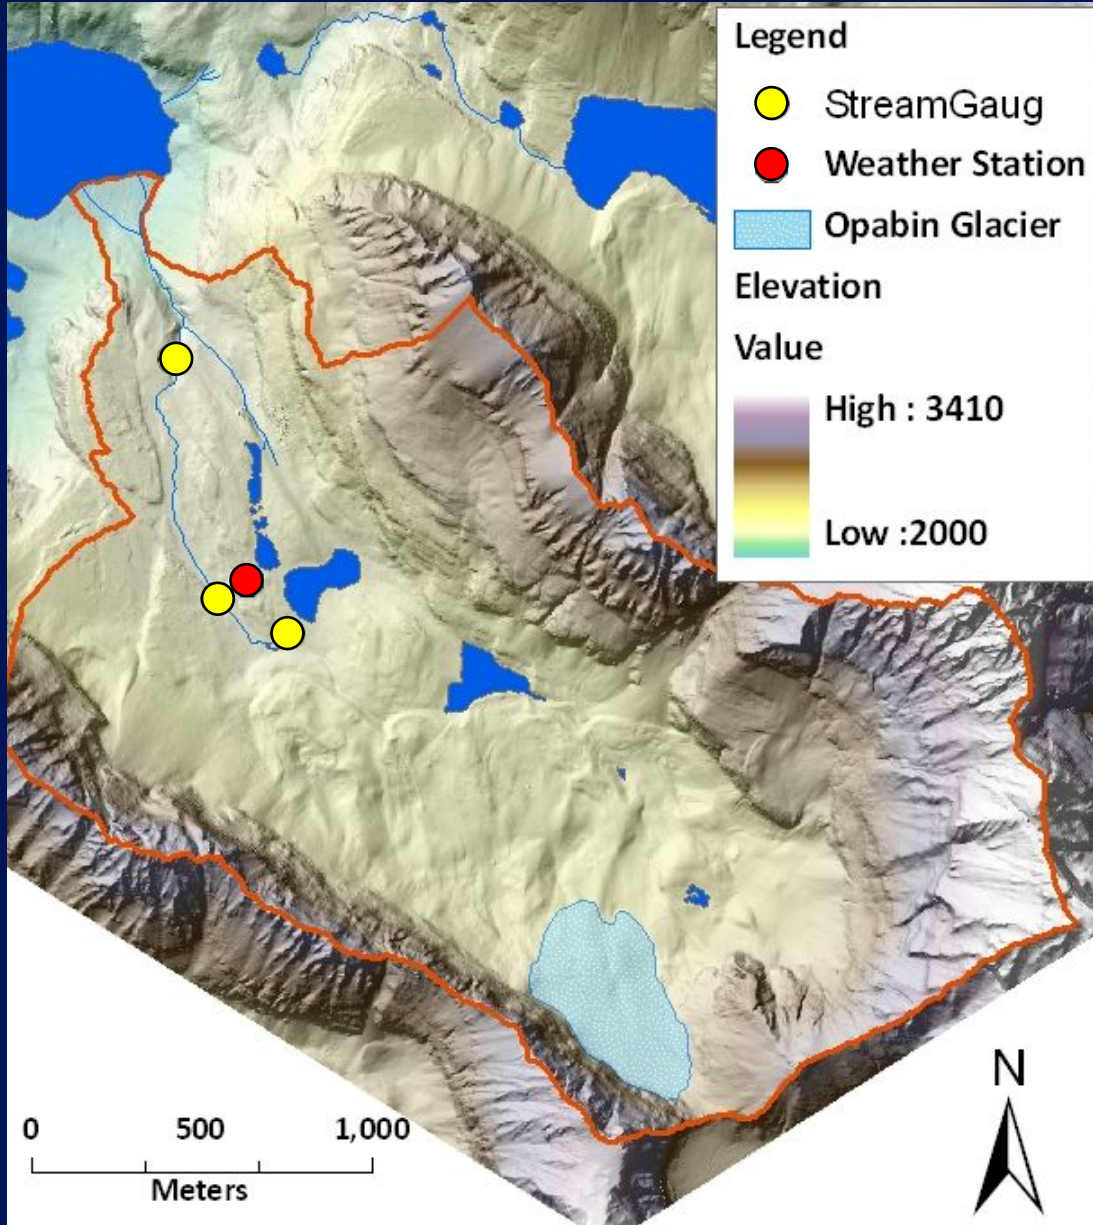 Legend
StreamGaug
Weather Station
Opabin Glacier
Elevation
Value
High : 3410
Low :2000
N
0 500 1,000
Meters